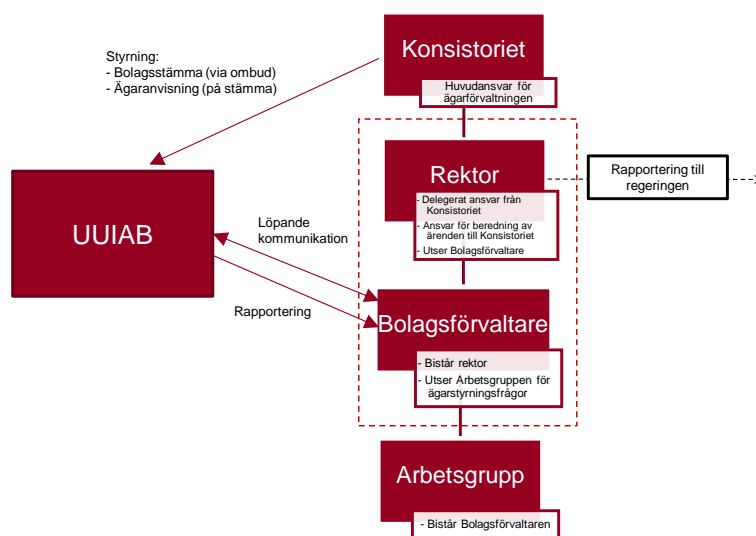 Konsistoriet
Huvudansvar för
ägarförvaltningen
Styrning:
- Bolagsstämma (via ombud)
- Ägaranvisning (på stämma)
Rektor
- Delegerat ansvar från
Konsistoriet
- Ansvar för beredning av
ärenden till Konsistoriet
- Utser Bolagsförvaltare
Rapportering till
regeringen
UUIAB
Löpande
kommunikation
Rapportering
Bolagsförvaltare
- Bistår rektor
- Utser Arbetsgruppen för
ägarstyrningsfrågor
Arbetsgrupp
- Bistår Bolagsförvaltaren